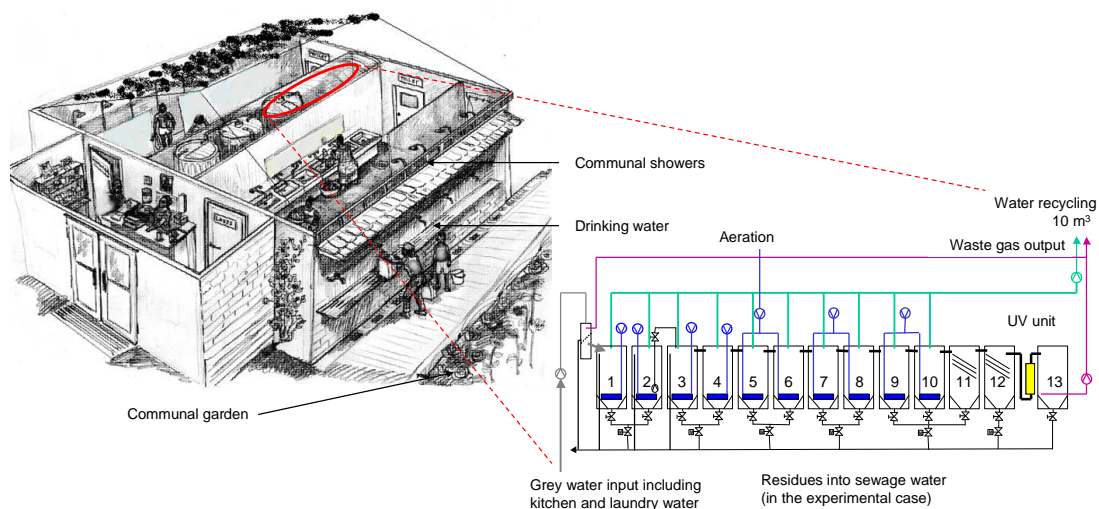 TOILET
TOILET
Communal showers
Drinking water
Communal garden
Water recycling
10 m³
Waste gas output
Aeration
UV unit
1 2 3 4 5 6 7 8 9 10 11 12 13
Grey water input including
kitchen and laundry water
Residues into sewage water
(in the experimental case)